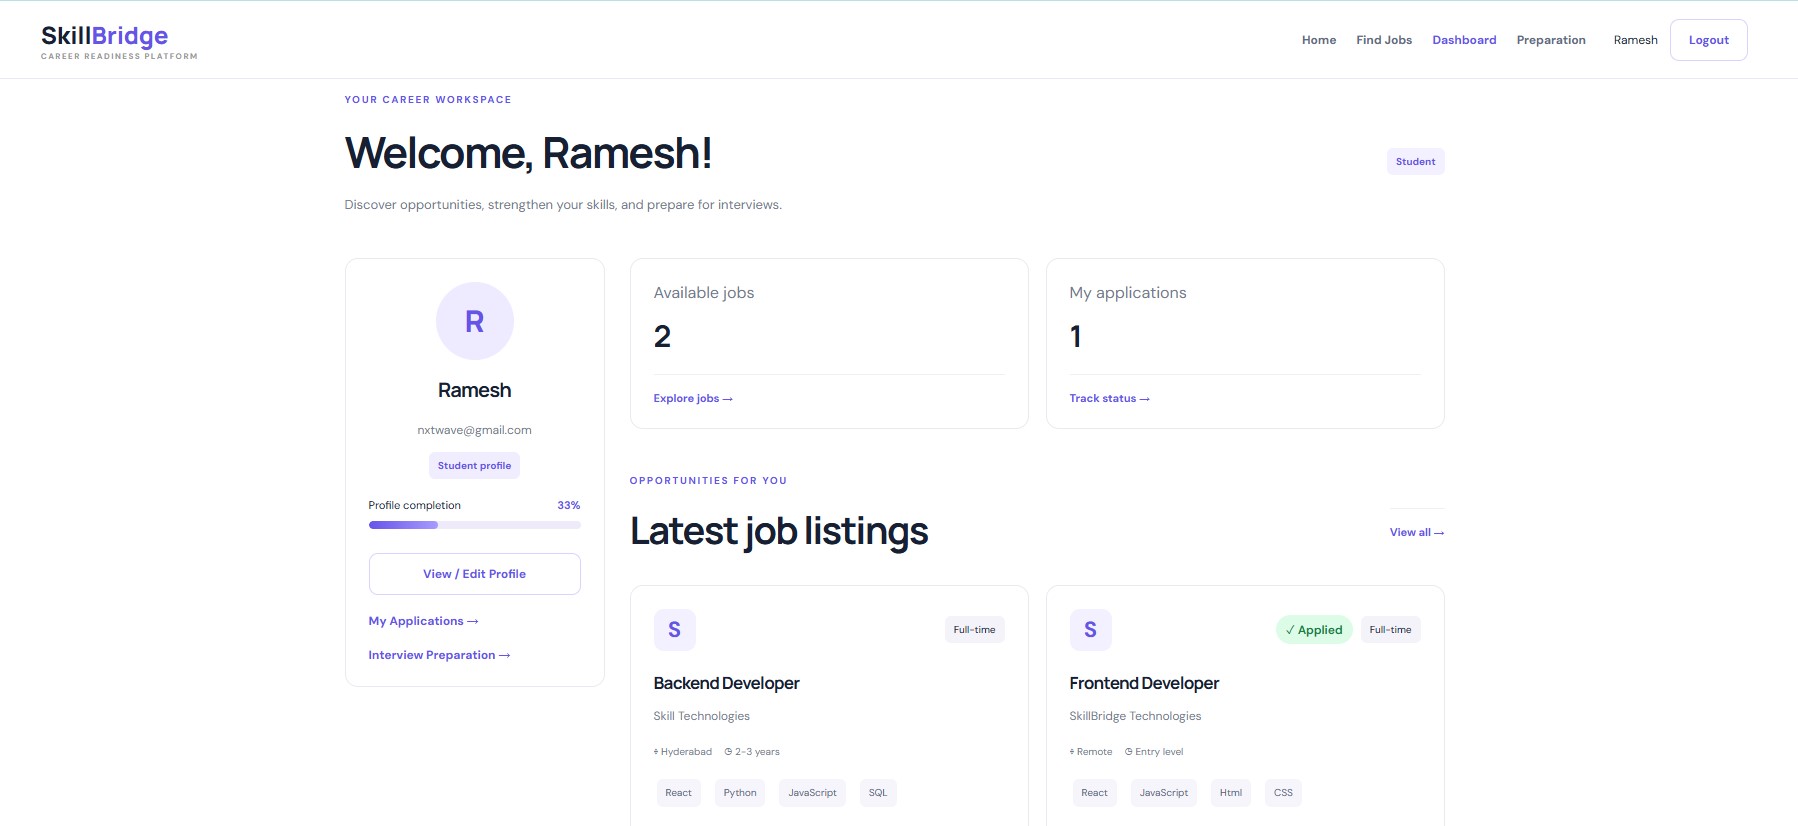 SkillBridge
CAREER READINESS PLATFORM
Home Find Jobs Dashboard Preparation Ramesh Logout
YOUR CAREER WORKSPACE
Welcome, Ramesh!
Student
Discover opportunities, strengthen your skills, and prepare for interviews.
R
Ramesh
nxtwave@gmail.com
Student profile
Profile completion 33%
View / Edit Profile
My Applications →
Interview Preparation →
Available jobs
2
Explore jobs →
My applications
1
Track status →
OPPORTUNITIES FOR YOU
Latest job listings
View all →
S
Full-time
Backend Developer
Skill Technologies
Hyderabad 2-3 years
React Python JavaScript SQL
S
✓ Applied Full-time
Frontend Developer
SkillBridge Technologies
Remote Entry level
React JavaScript Html CSS